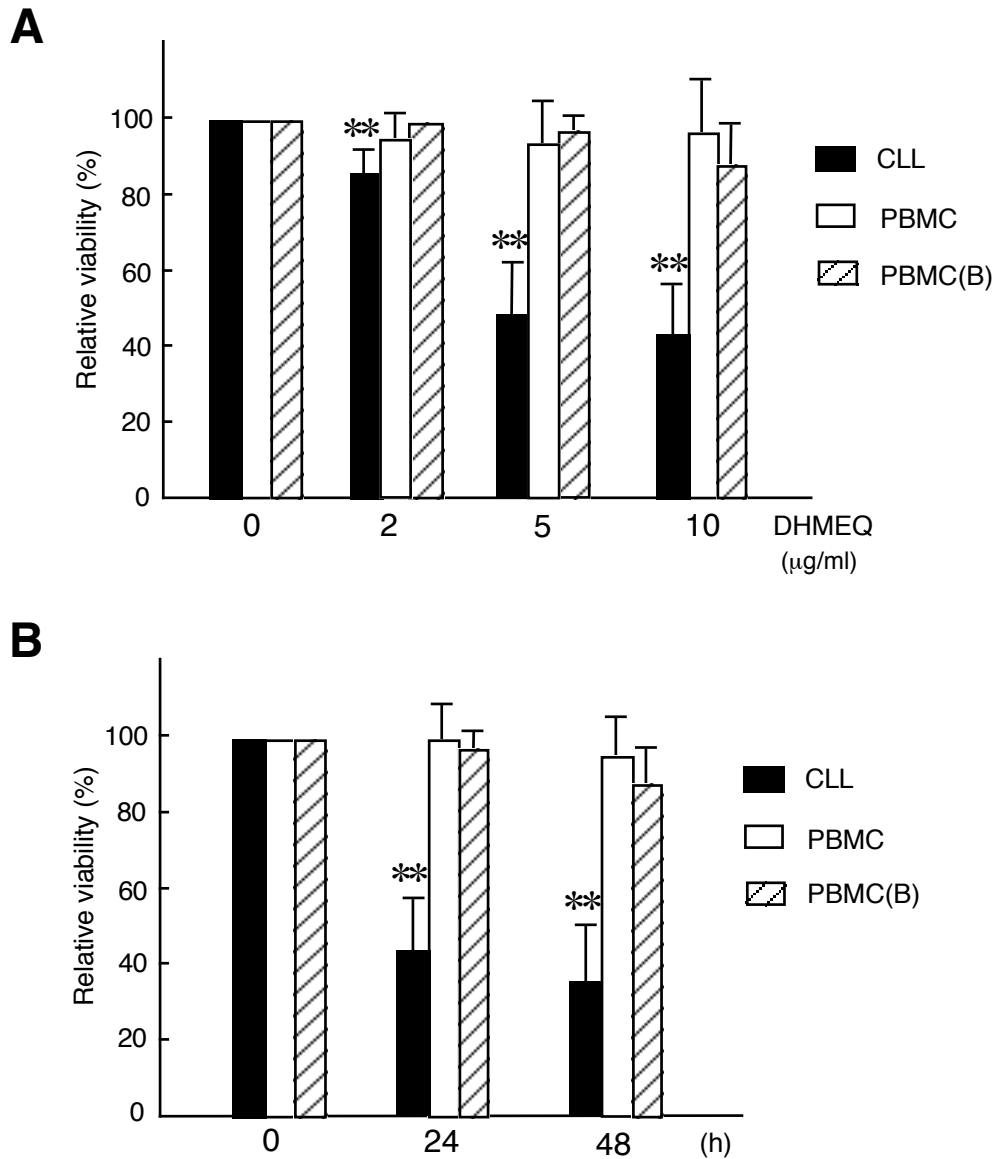 A
100
80
60
40
20
0
Relative viability (%)
**
**
**
0 2 5 10 DHMEQ
(μg/ml)
CLL
PBMC
PBMC(B)
B
100
80
60
40
20
0
Relative viability (%)
**
**
0 24 48 (h)
CLL
PBMC
PBMC(B)